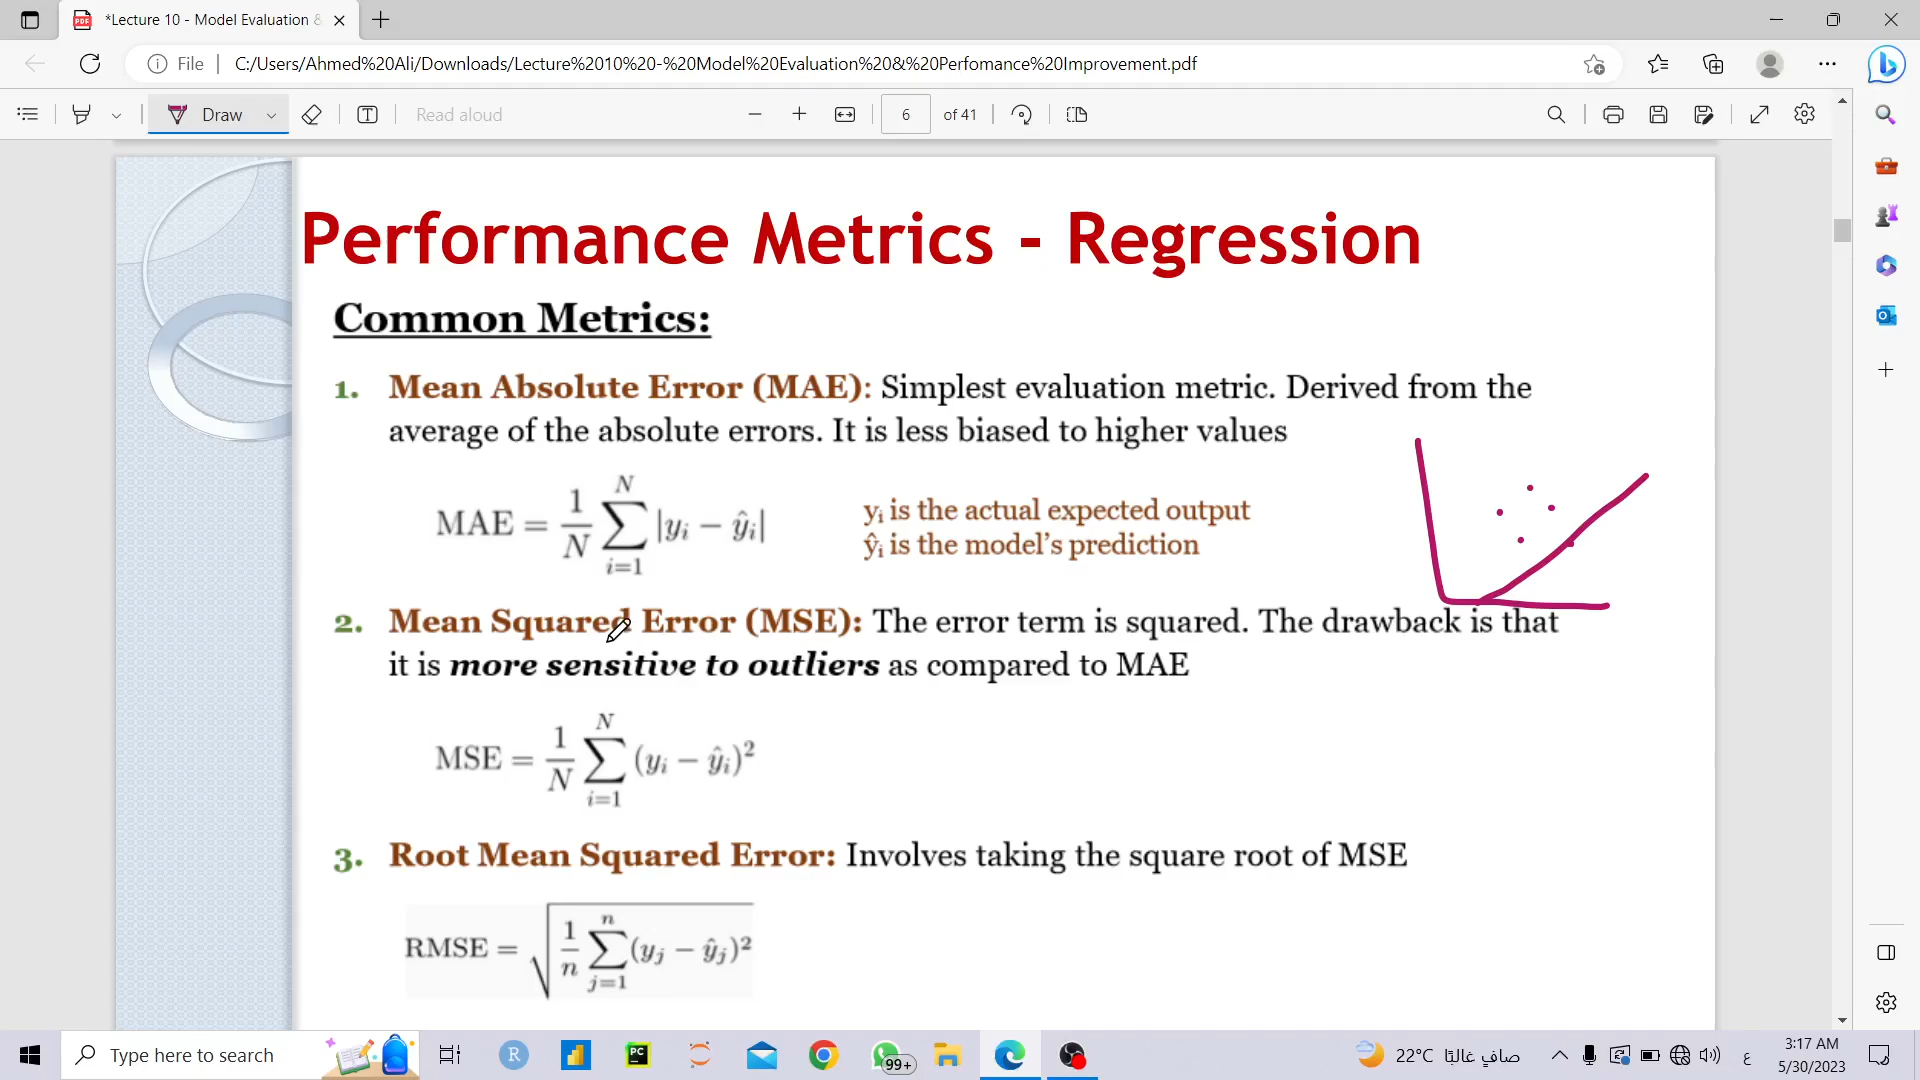 *Lecture 10 - Model Evaluation &
File
C:/Users/Ahmed%20Ali/Downloads/Lecture%2010%20-%20Model%20Evaluation%20&%20Perfomance%20Improvement.pdf
Draw
Read aloud
6
of 41
Performance Metrics - Regression
Common Metrics:
1. Mean Absolute Error (MAE): Simplest evaluation metric. Derived from the
average of the absolute errors. It is less biased to higher values
MAE = 1/N ∑_{i=1}^{N} |yᵢ − ŷᵢ|
yᵢ is the actual expected output
ŷᵢ is the model's prediction
2. Mean Squared Error (MSE): The error term is squared. The drawback is that
it is more sensitive to outliers as compared to MAE
MSE = 1/N ∑_{i=1}^{N} (yᵢ − ŷᵢ)²
3. Root Mean Squared Error: Involves taking the square root of MSE
RMSE = √(1/n ∑_{j=1}^{n} (yⱼ − ŷⱼ)²)
Type here to search
R
PC
99+
22°C صافٍ غالبًا
ع
3:17 AM
5/30/2023